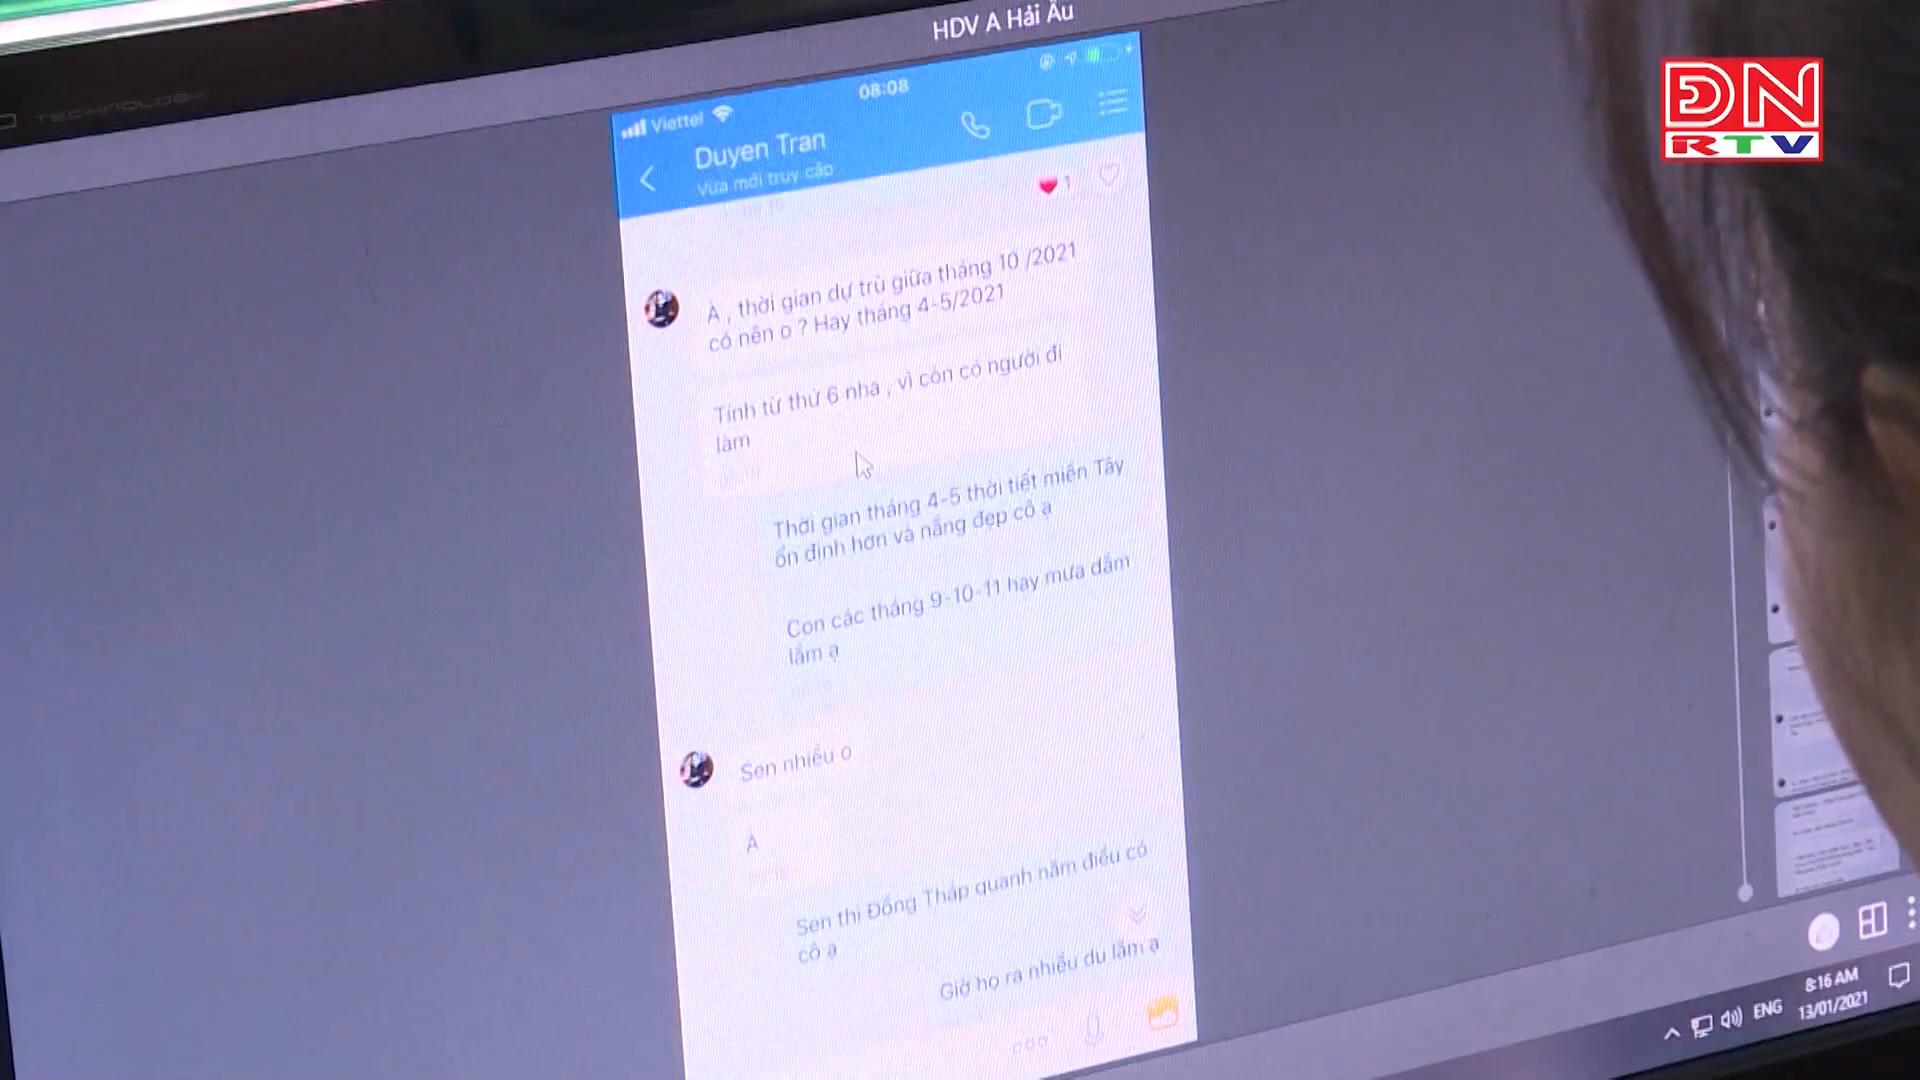 HDV A Hải Âu
DN
RTV
TECHNOLOGY
Viettel
08:08
Duyen Tran
Vừa mới truy cập
1
À , thời gian dự trù giữa tháng 10 /2021
có nên o ? Hay tháng 4-5/2021
Tính từ thứ 6 nha , vì còn có người đi
làm
Thời gian tháng 4-5 thời tiết miền Tây
ổn định hơn và nắng đẹp cô ạ
Con các tháng 9-10-11 hay mưa dầm
lắm ạ
Sen nhiều o
À
Sen thì Đồng Tháp quanh năm điều có
cô ạ
Giờ họ ra nhiều du lắm ạ
ENG
8:16 AM
13/01/2021